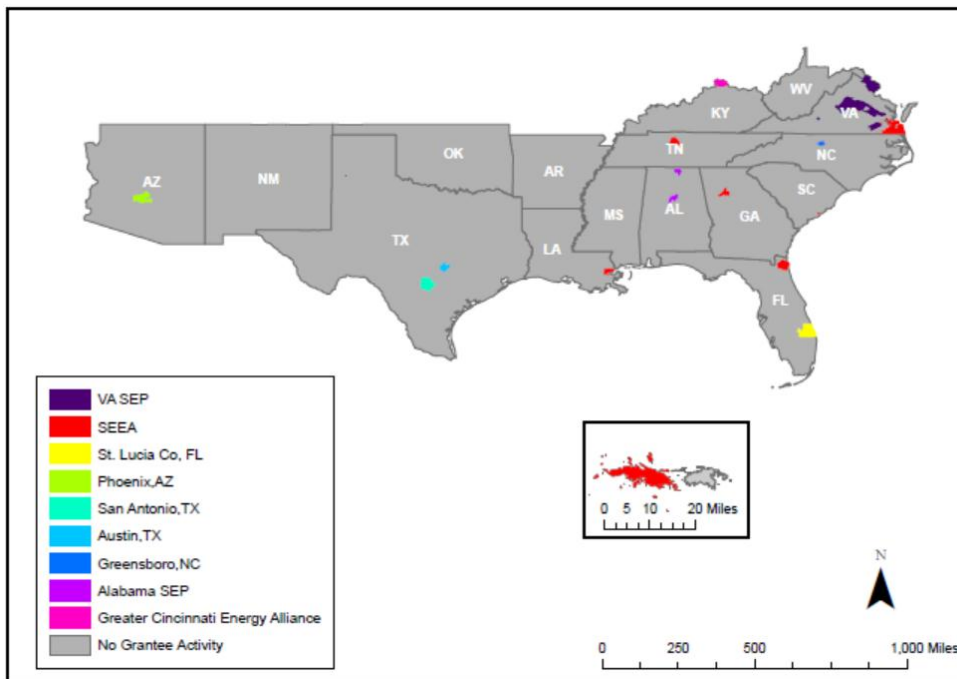 WV
KY
VA
OK
TN
NC
AR
AZ
NM
SC
MS
AL
GA
TX
LA
FL
VA SEP
SEEA
St. Lucia Co, FL
Phoenix,AZ
San Antonio,TX
Austin,TX
Greensboro,NC
Alabama SEP
Greater Cincinnati Energy Alliance
No Grantee Activity
0 5 10 20 Miles
N
0 250 500 1,000 Miles